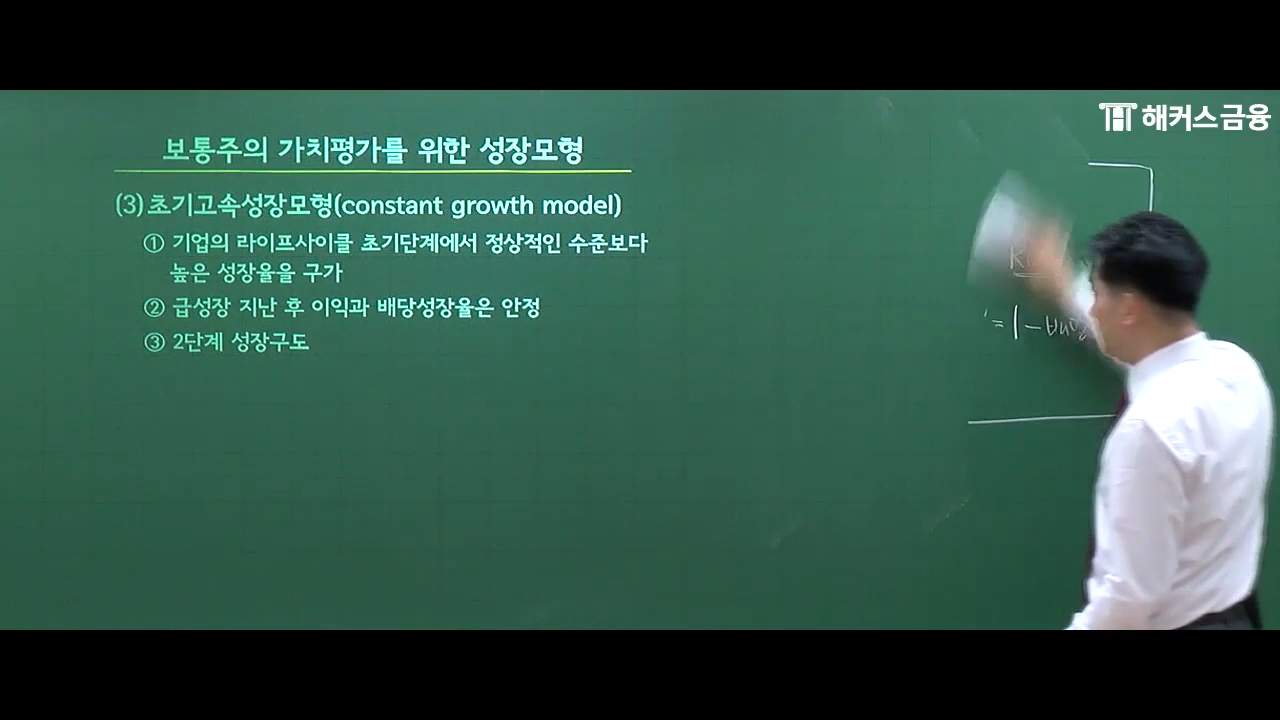 해커스금융
보통주의 가치평가를 위한 성장모형
(3) 초기고속성장모형(constant growth model)
① 기업의 라이프사이클 초기단계에서 정상적인 수준보다
높은 성장율을 구가
② 급성장 지난 후 이익과 배당성장율은 안정
③ 2단계 성장구도
= 1 -